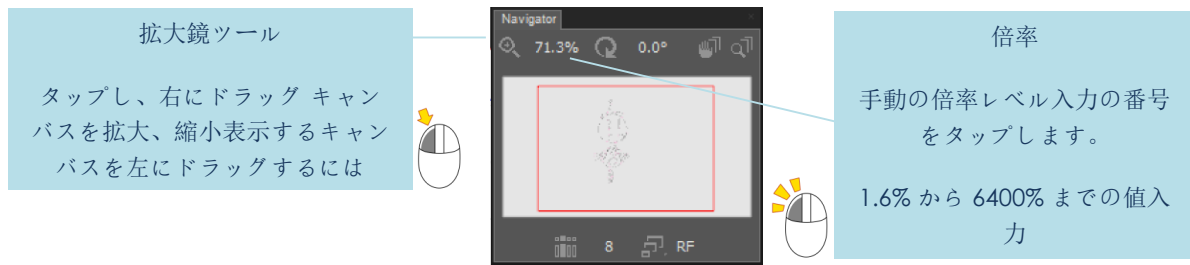 拡大鏡ツール
タップし、右にドラッグ キャン
バスを拡大、縮小表示するキャン
バスを左にドラッグするには
Navigator
71.3% 0.0°
8 RF
倍率
手動の倍率レベル入力の番号
をタップします。
1.6% から 6400% までの値入
力